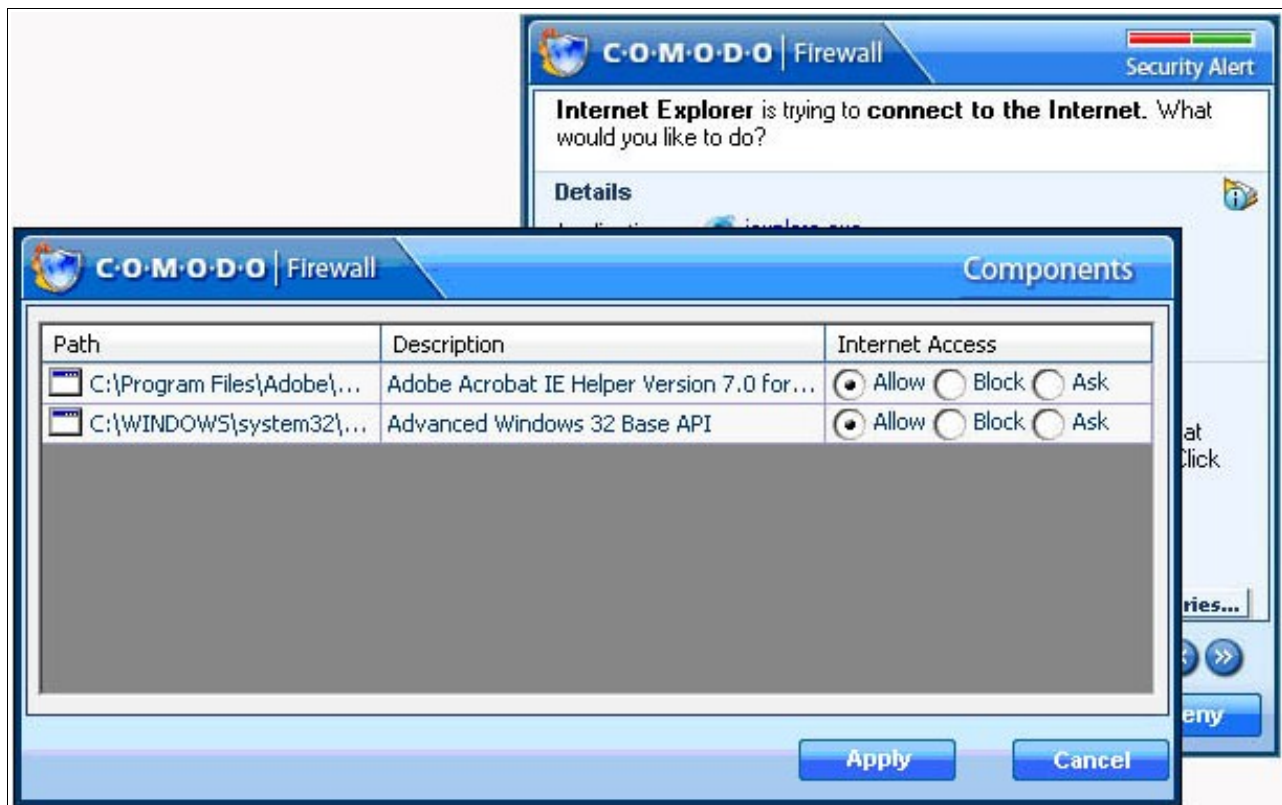 C·O·M·O·D·O | Firewall
Security Alert
Internet Explorer is trying to connect to the Internet. What
would you like to do?
Details
C·O·M·O·D·O | Firewall
Components
Path Description Internet Access
C:\Program Files\Adobe\... Adobe Acrobat IE Helper Version 7.0 for... Allow Block Ask
C:\WINDOWS\system32\... Advanced Windows 32 Base API Allow Block Ask
at
Click
ries...
eny
Apply Cancel